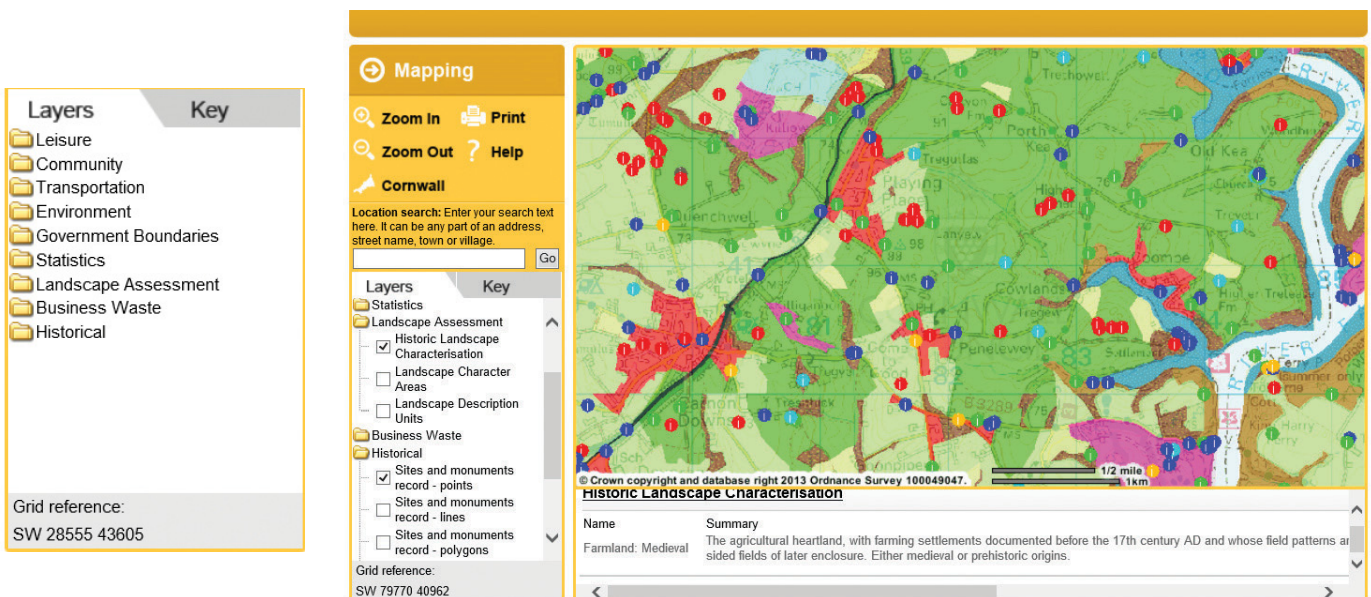 Layers Key
Leisure
Community
Transportation
Environment
Government Boundaries
Statistics
Landscape Assessment
Business Waste
Historical
Grid reference:
SW 28555 43605
Mapping
Zoom In Print
Zoom Out ? Help
Cornwall
Location search: Enter your search text
here. It can be any part of an address,
street name, town or village.
Go
Layers Key
Statistics
Landscape Assessment
Historic Landscape
Characterisation
Landscape Character
Areas
Landscape Description
Units
Business Waste
Historical
Sites and monuments
record - points
Sites and monuments
record - lines
Sites and monuments
record - polygons
Grid reference:
SW 79770 40962
Porth
Kea
Old Kea
Playing
Place
Penelewey
1/2 mile
1km
© Crown copyright and database right 2013 Ordnance Survey 100049047.
Historic Landscape Characterisation
Name Summary
Farmland: Medieval
The agricultural heartland, with farming settlements documented before the 17th century AD and whose field patterns
sided fields of later enclosure. Either medieval or prehistoric origins.